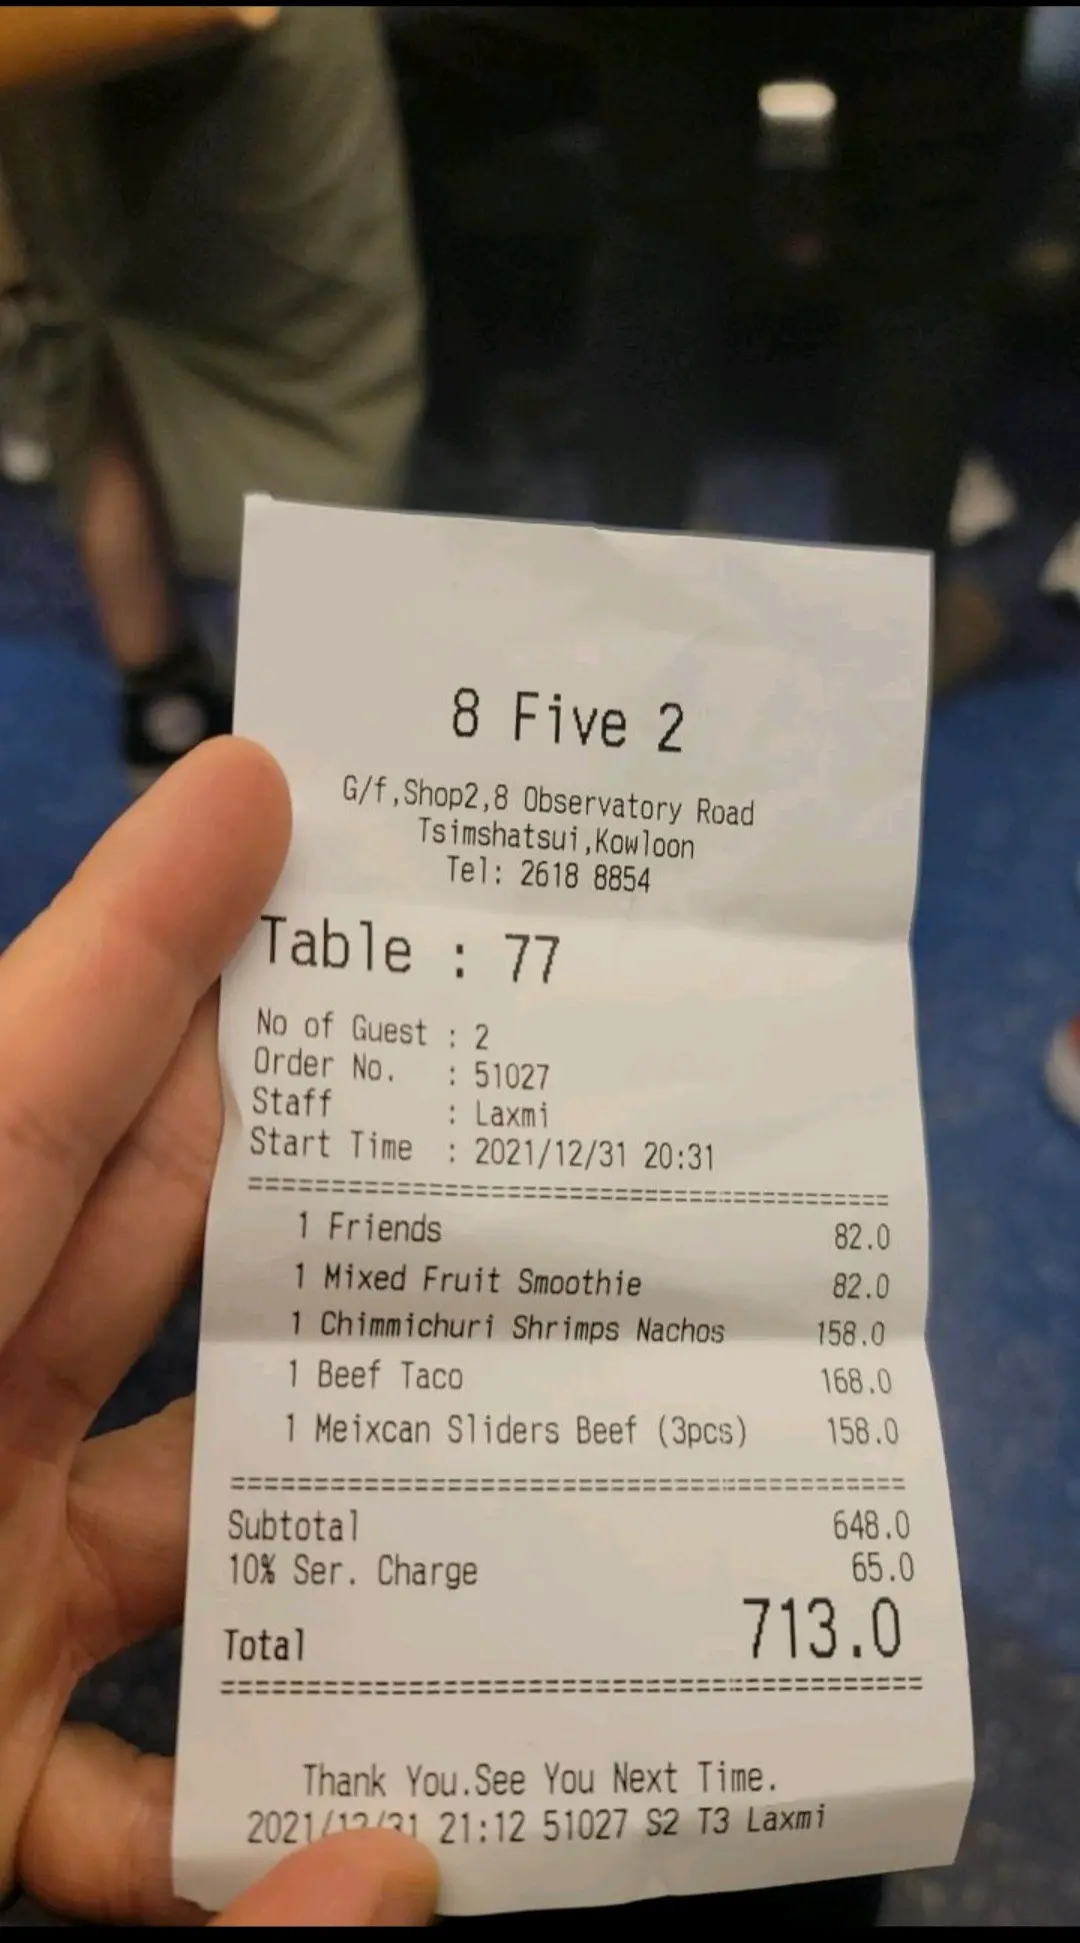 8 Five 2
G/f,Shop2,8 Observatory Road
Tsimshatsui,Kowloon
Tel: 2618 8854
Table : 77
No of Guest : 2
Order No. : 51027
Staff : Laxmi
Start Time : 2021/12/31 20:31
1 Friends 82.0
1 Mixed Fruit Smoothie 82.0
1 Chimmichuri Shrimps Nachos 158.0
1 Beef Taco 168.0
1 Meixcan Sliders Beef (3pcs) 158.0
Subtotal 648.0
10% Ser. Charge 65.0
Total 713.0
Thank You.See You Next Time.
2021/12/31 21:12 51027 S2 T3 Laxmi